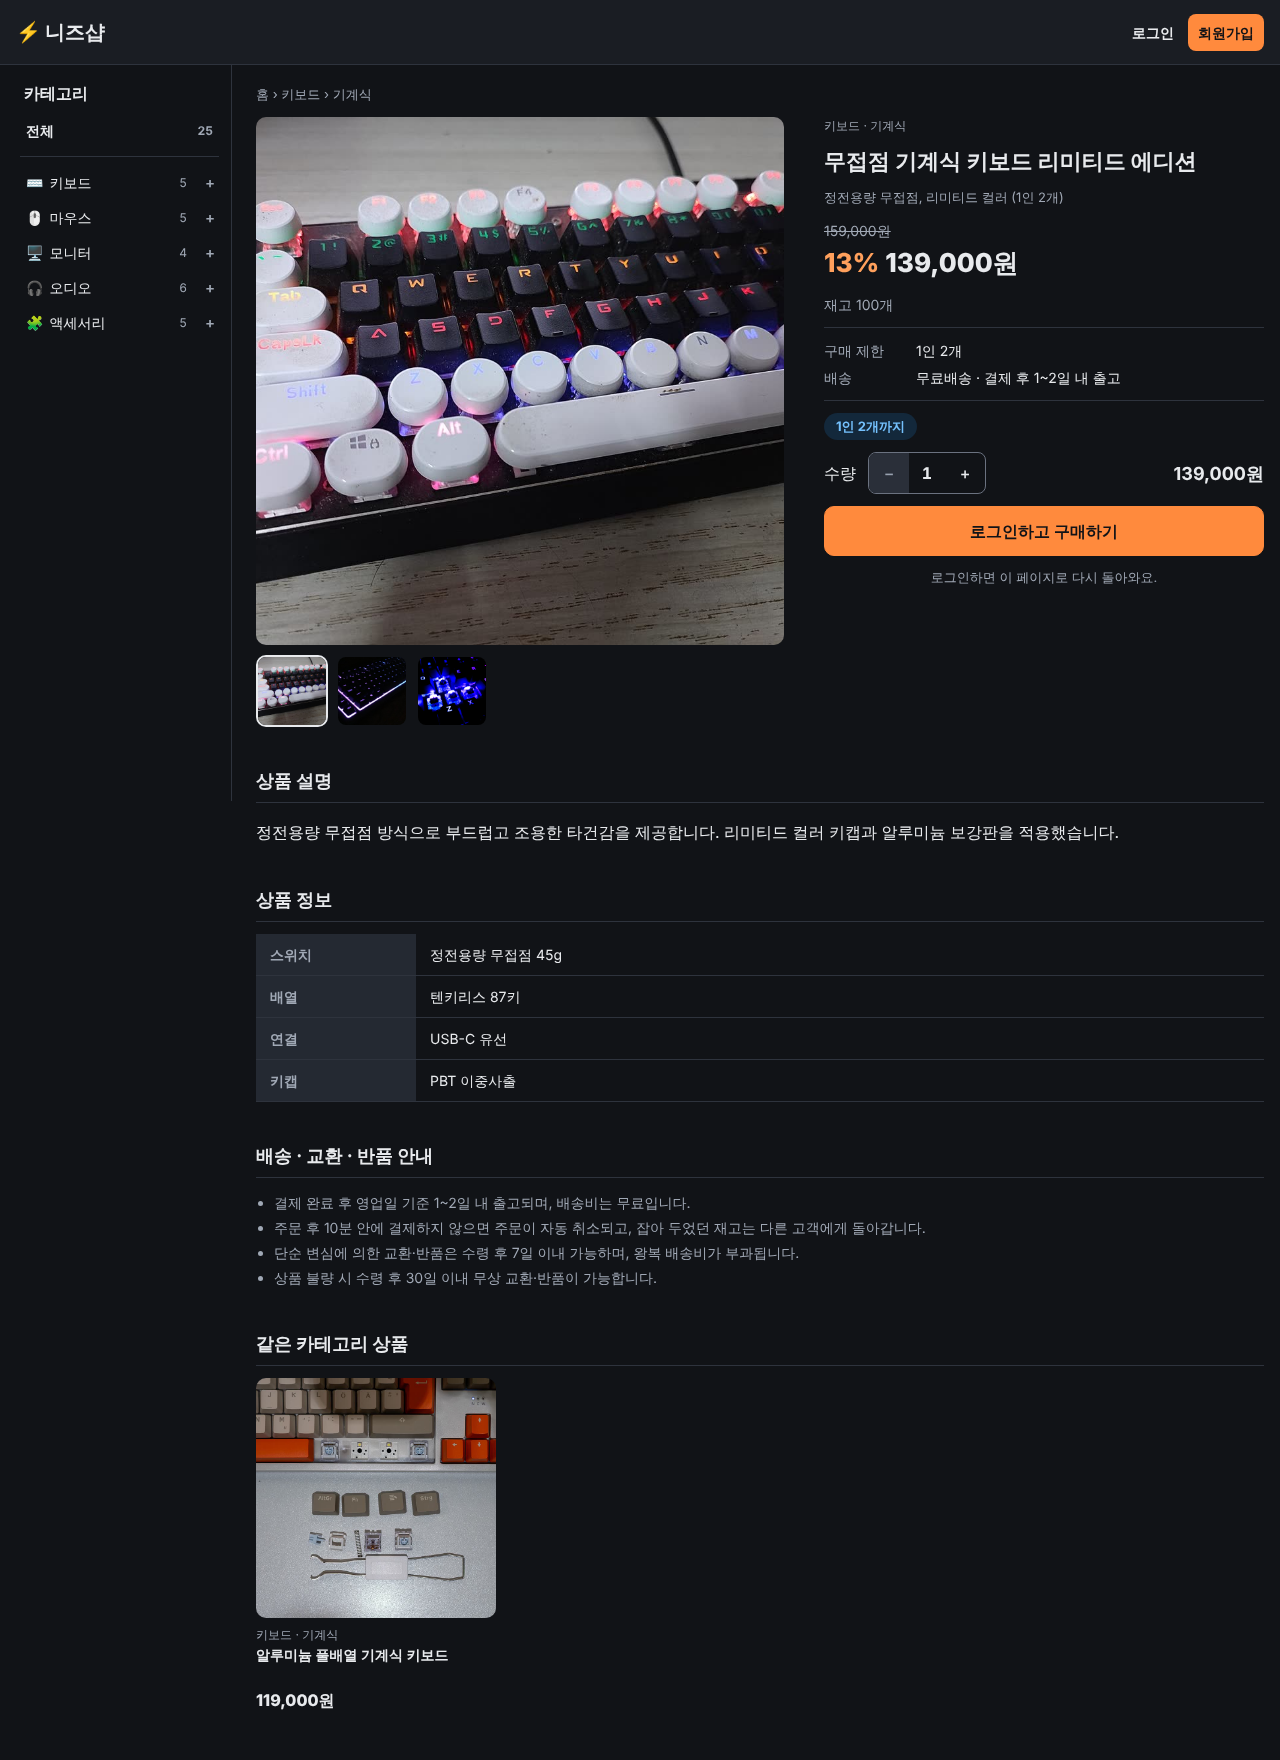 ⚡ 니즈샵
로그인
회원가입
카테고리
전체 25
⌨️ 키보드 5 +
🖱️ 마우스 5 +
🖥️ 모니터 4 +
🎧 오디오 6 +
🧩 액세서리 5 +
홈 › 키보드 › 기계식
Tab Q W E R T Y U I
CapsLK A S D F G H J K
Shift Z X C V B N M
Ctrl Alt
키보드 · 기계식
무접점 기계식 키보드 리미티드 에디션
정전용량 무접점, 리미티드 컬러 (1인 2개)
159,000원
13% 139,000원
재고 100개
구매 제한 1인 2개
배송 무료배송 · 결제 후 1~2일 내 출고
1인 2개까지
수량 − 1 + 139,000원
로그인하고 구매하기
로그인하면 이 페이지로 다시 돌아와요.
상품 설명
정전용량 무접점 방식으로 부드럽고 조용한 타건감을 제공합니다. 리미티드 컬러 키캡과 알루미늄 보강판을 적용했습니다.
상품 정보
스위치 정전용량 무접점 45g
배열 텐키리스 87키
연결 USB-C 유선
키캡 PBT 이중사출
배송 · 교환 · 반품 안내
• 결제 완료 후 영업일 기준 1~2일 내 출고되며, 배송비는 무료입니다.
• 주문 후 10분 안에 결제하지 않으면 주문이 자동 취소되고, 잡아 두었던 재고는 다른 고객에게 돌아갑니다.
• 단순 변심에 의한 교환·반품은 수령 후 7일 이내 가능하며, 왕복 배송비가 부과됩니다.
• 상품 불량 시 수령 후 30일 이내 무상 교환·반품이 가능합니다.
같은 카테고리 상품
키보드 · 기계식
알루미늄 풀배열 기계식 키보드
119,000원